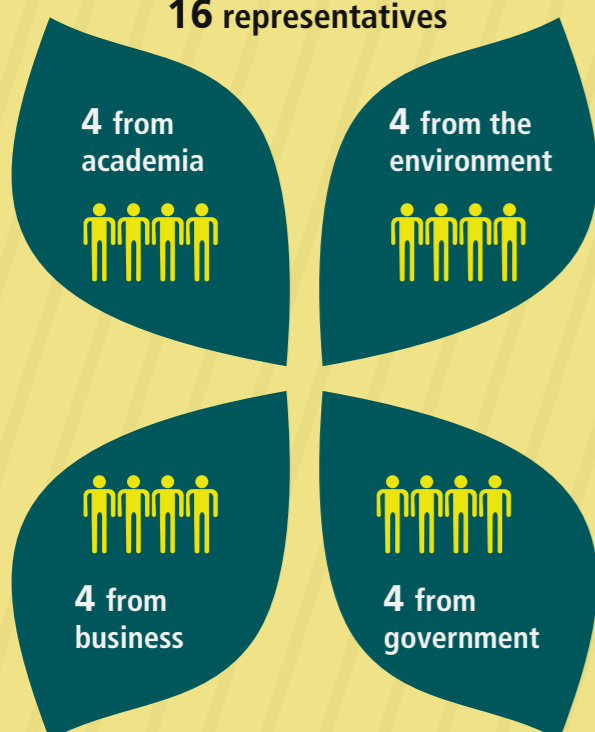 16 representatives
4 from
academia
4 from the
environment
4 from
business
4 from
government